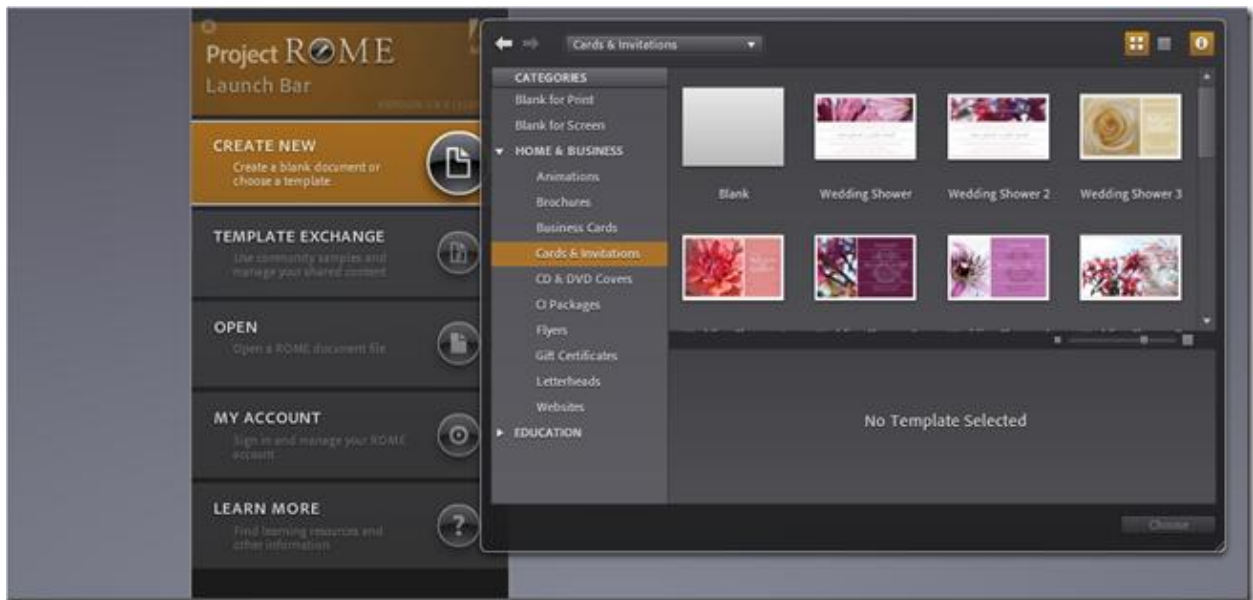 Project ROME
Launch Bar
CREATE NEW
Create a blank document or
choose a template
TEMPLATE EXCHANGE
Use community samples and
manage your shared content
OPEN
Open a ROME document file
MY ACCOUNT
Sign in and manage your ROME
account
LEARN MORE
Find learning resources and
other information
Cards & Invitations
CATEGORIES
Blank for Print
Blank for Screen
HOME & BUSINESS
Animations
Brochures
Business Cards
Cards & Invitations
CD & DVD Covers
CI Packages
Flyers
Gift Certificates
Letterheads
Websites
EDUCATION
Blank
Wedding Shower
Wedding Shower 2
Wedding Shower 3
No Template Selected
Choose